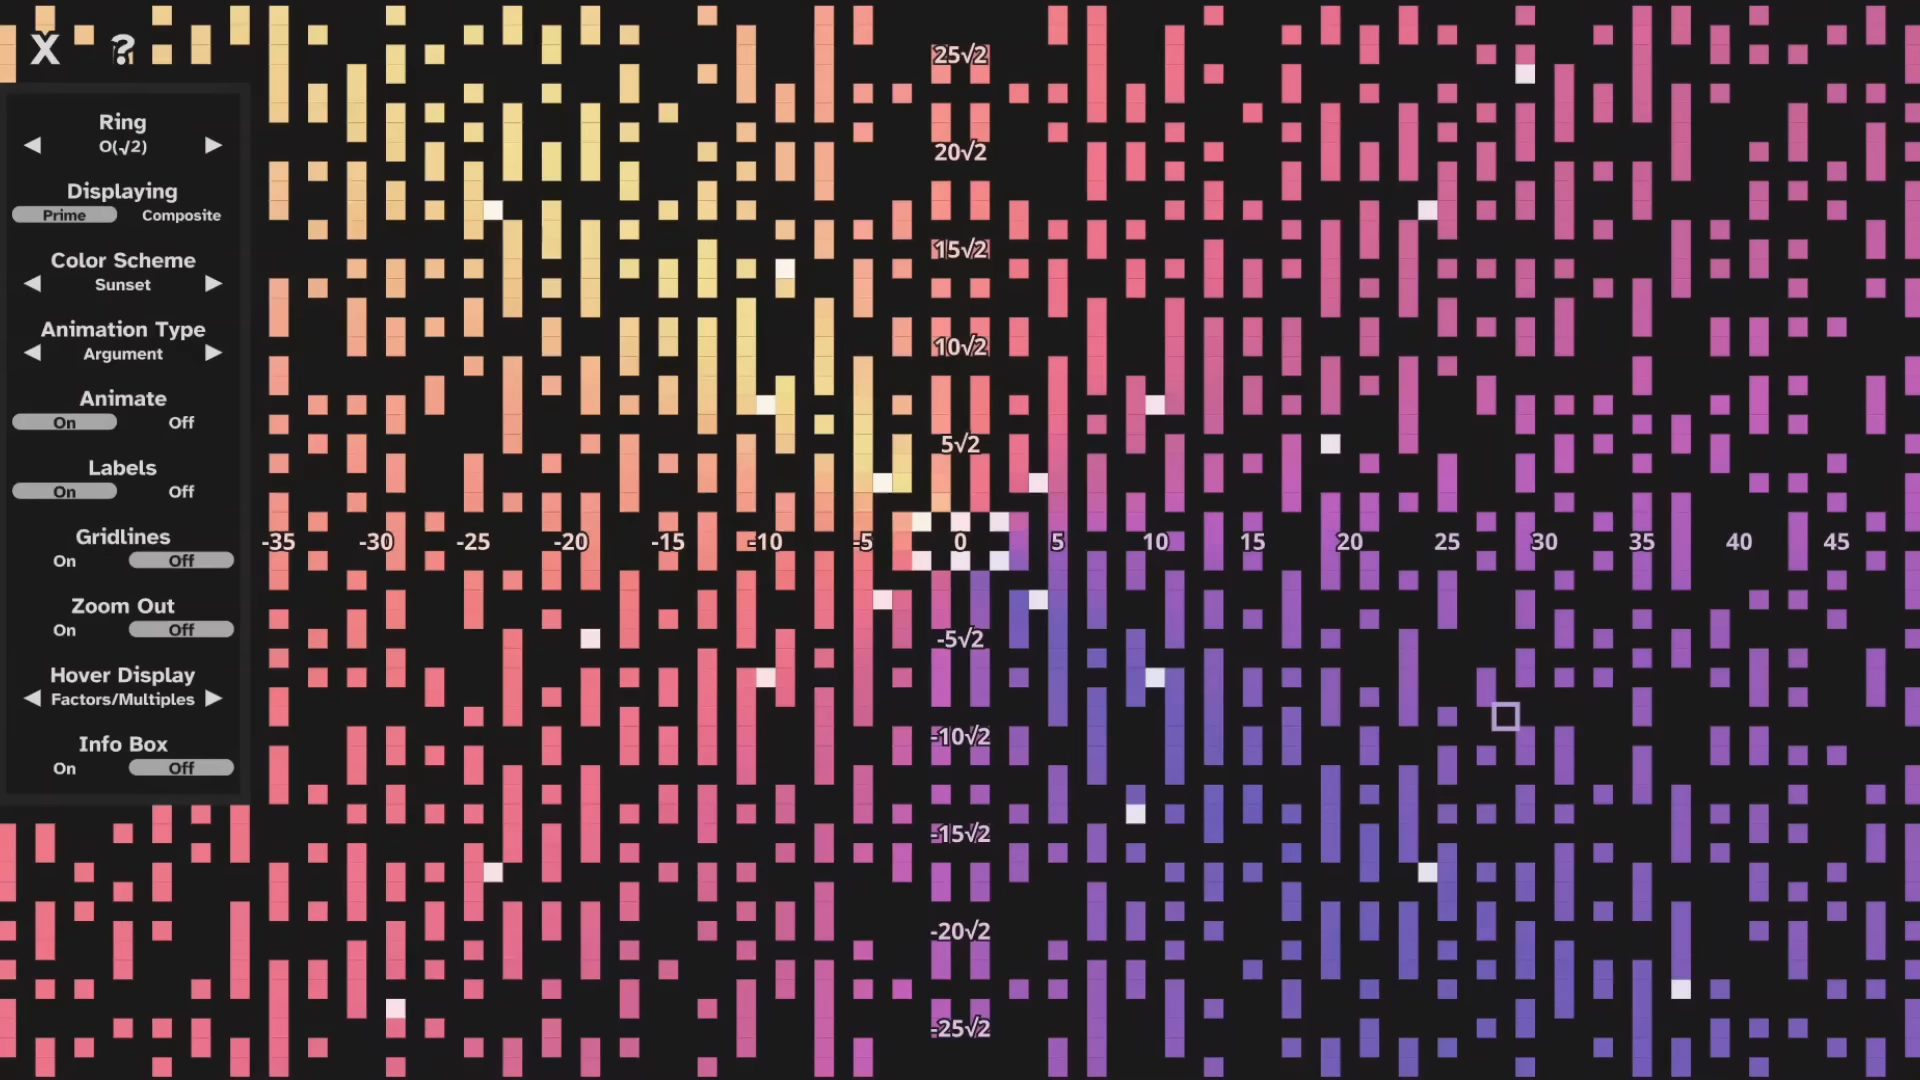 X ?
Ring
O(√2)
Displaying
Prime Composite
Color Scheme
Sunset
Animation Type
Argument
Animate
On Off
Labels
On Off
Gridlines
On Off
Zoom Out
On Off
Hover Display
Factors/Multiples
Info Box
On Off
25√2
20√2
15√2
10√2
5√2
-35 -30 -25 -20 -15 -10 -5 0 5 10 15 20 25 30 35 40 45
-5√2
-10√2
-15√2
-20√2
-25√2